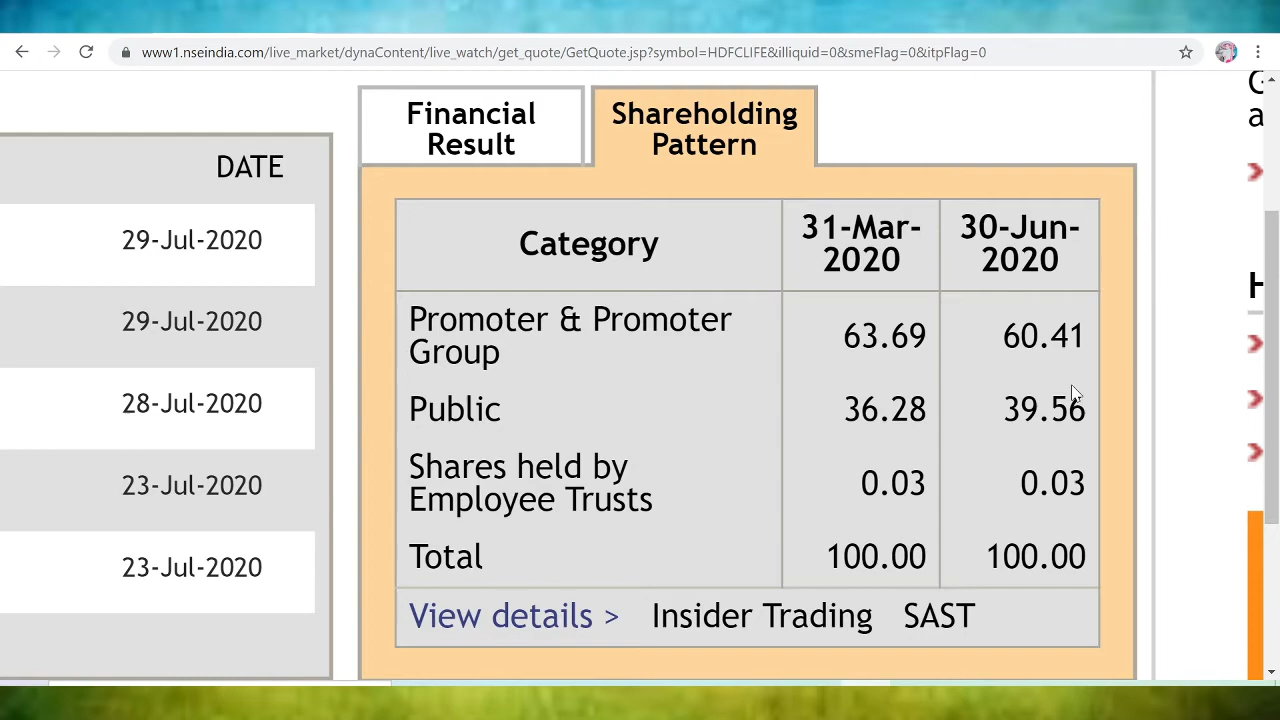 www1.nseindia.com/live_market/dynaContent/live_watch/get_quote/GetQuote.jsp?symbol=HDFCLIFE&illiquid=0&smeFlag=0&itpFlag=0
DATE
29-Jul-2020
29-Jul-2020
28-Jul-2020
23-Jul-2020
23-Jul-2020
Financial
Result
Shareholding
Pattern
Category 31-Mar-2020 30-Jun-2020
Promoter & Promoter
Group 63.69 60.41
Public 36.28 39.56
Shares held by
Employee Trusts 0.03 0.03
Total 100.00 100.00
View details > Insider Trading SAST